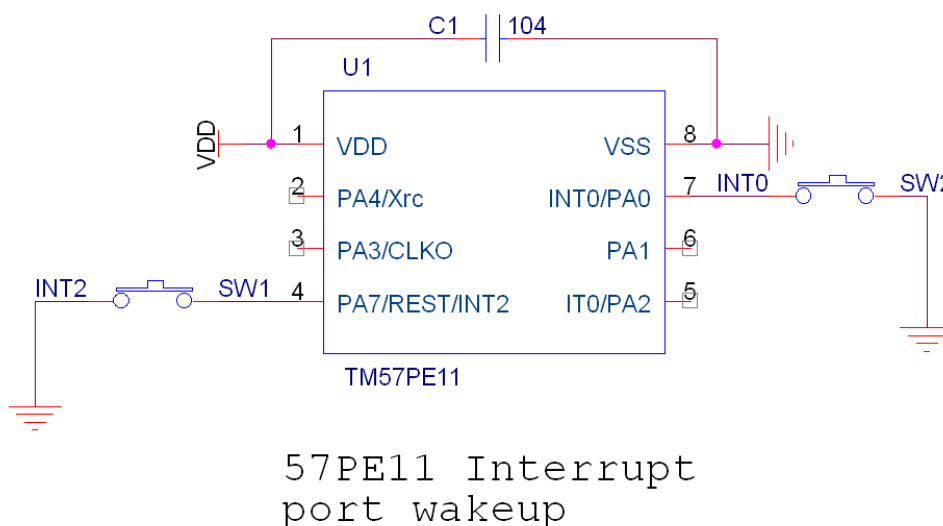 C1 104
U1
VDD
1 VDD
VSS 8
2 PA4/Xrc
INT0/PA0 7
INT0
SW2
3 PA3/CLKO
PA1 6
INT2
SW1
4 PA7/REST/INT2
IT0/PA2 5
TM57PE11
57PE11 Interrupt
port wakeup